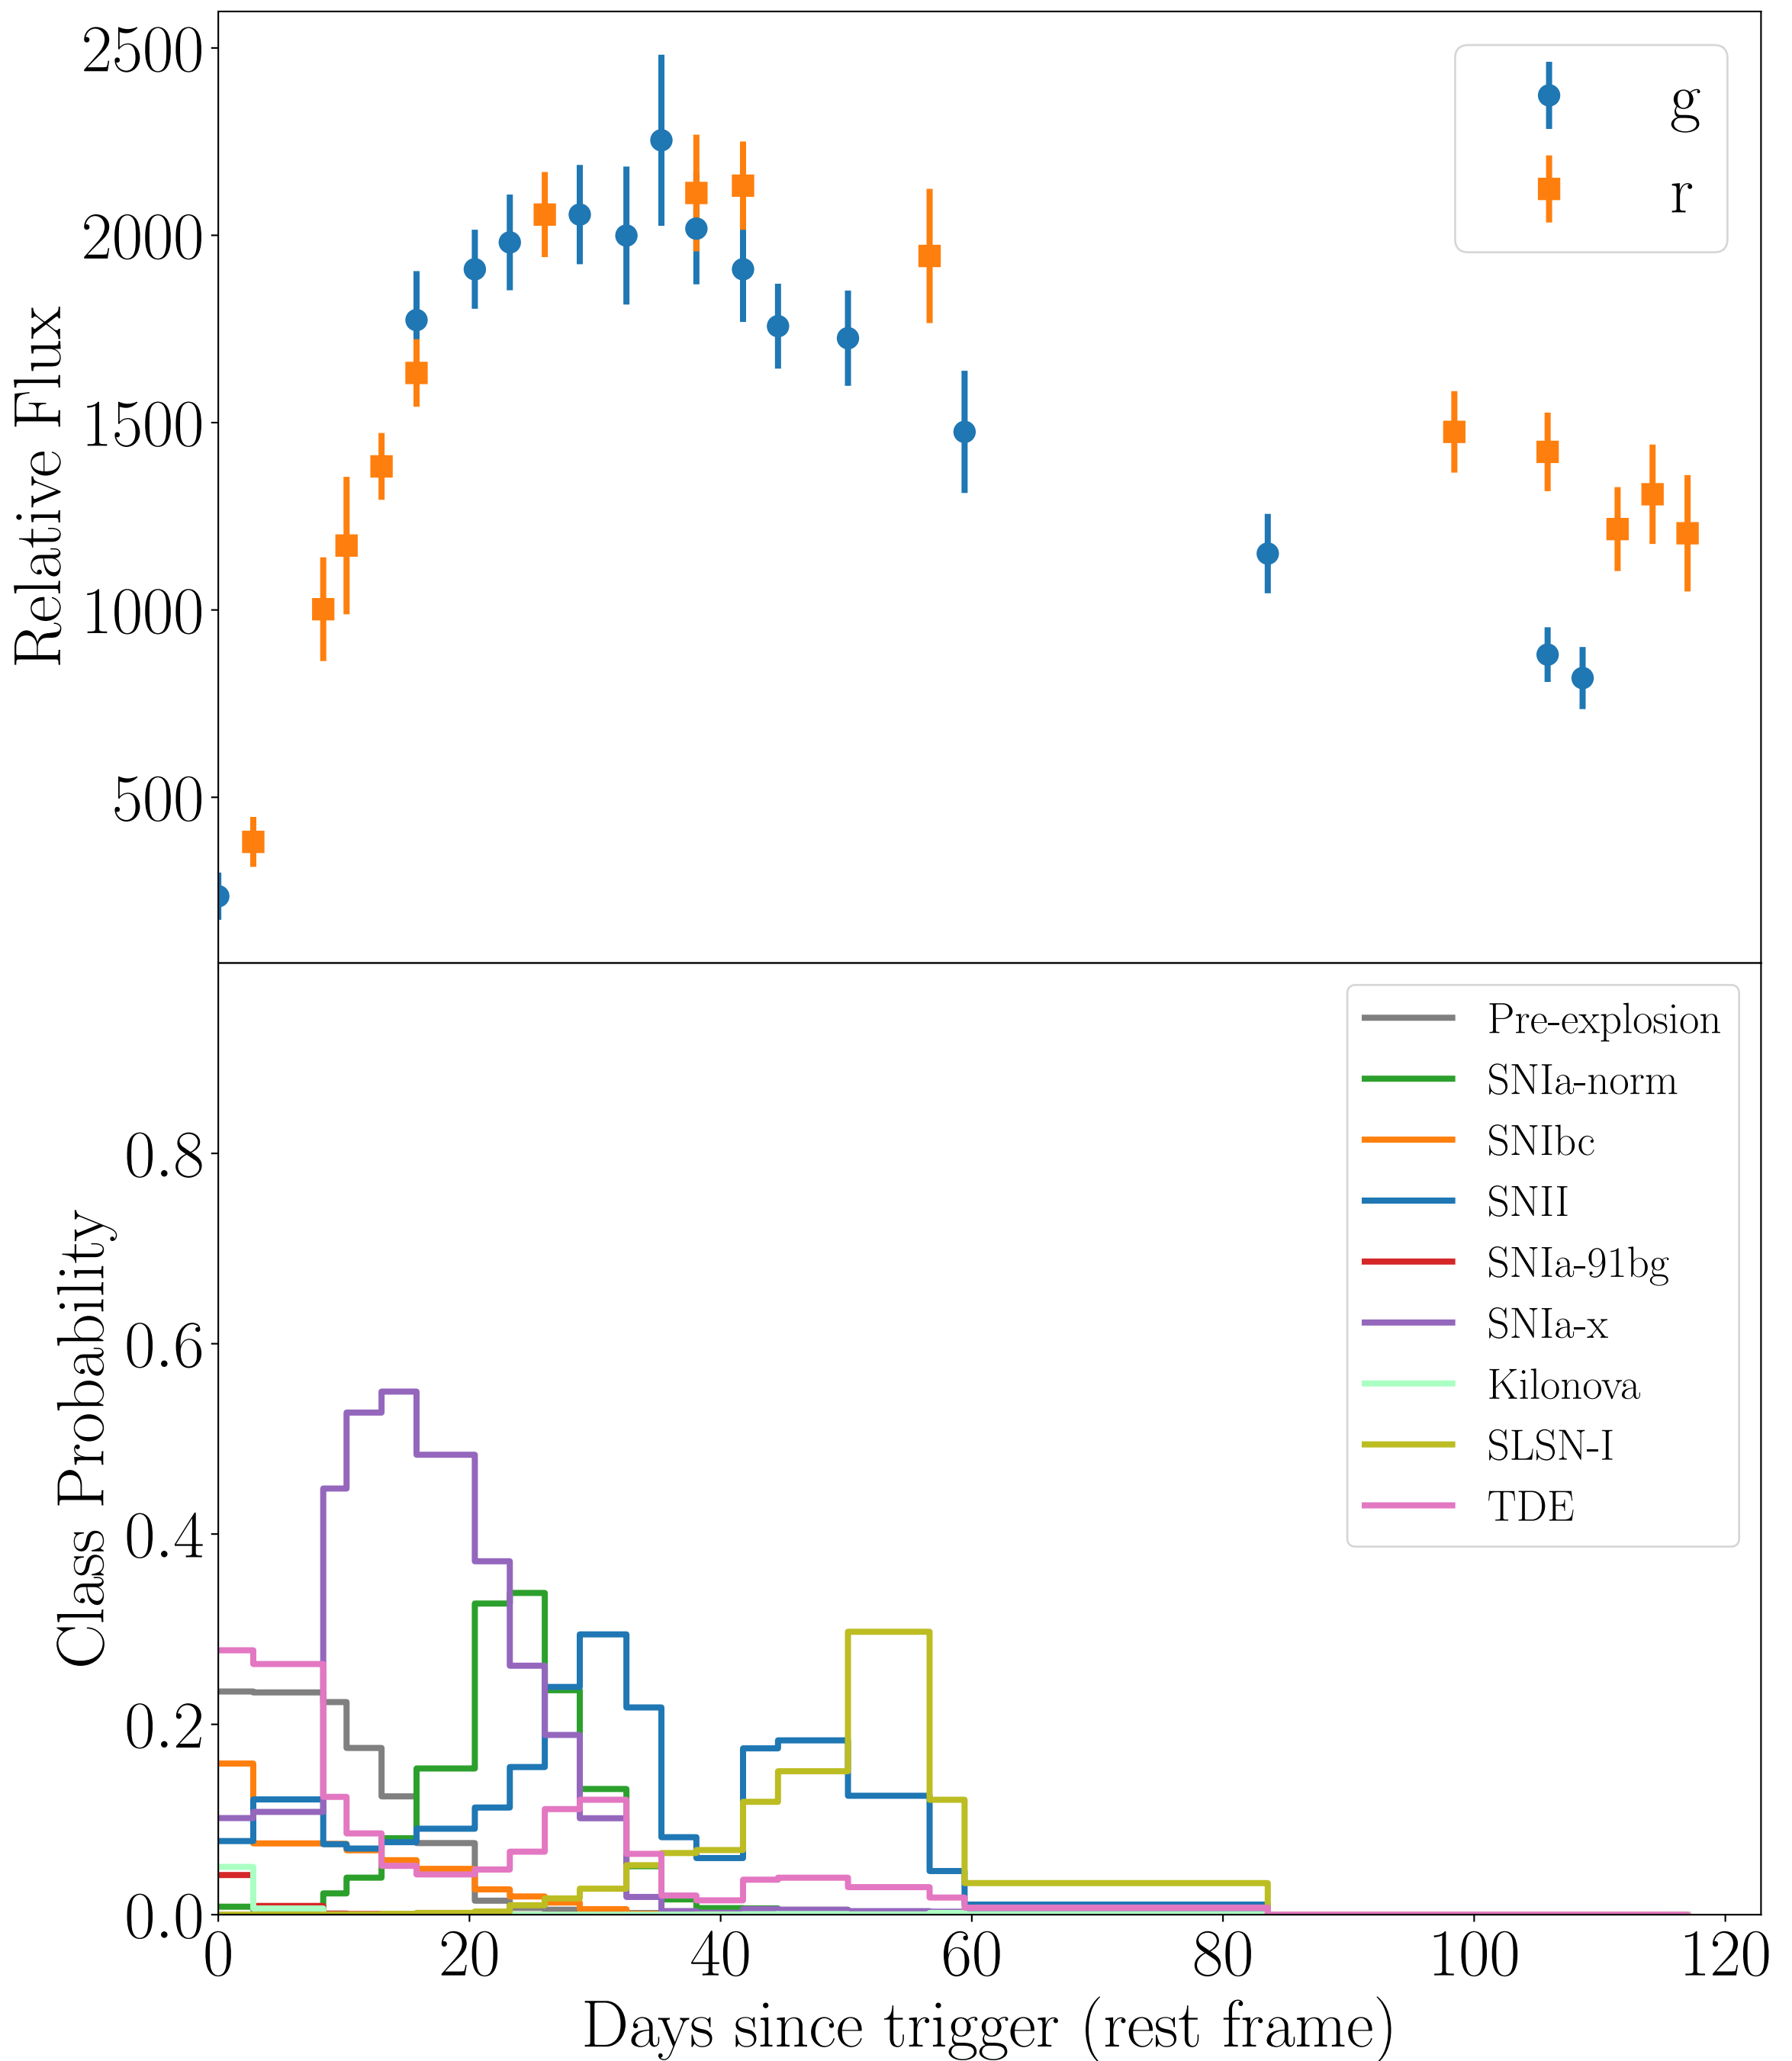 2500
2000
1500
1000
500
Relative Flux
g
r
0.8
0.6
0.4
0.2
0.0
Class Probability
Pre-explosion
SNIa-norm
SNIbc
SNII
SNIa-91bg
SNIa-x
Kilonova
SLSN-I
TDE
0 20 40 60 80 100 120
Days since trigger (rest frame)